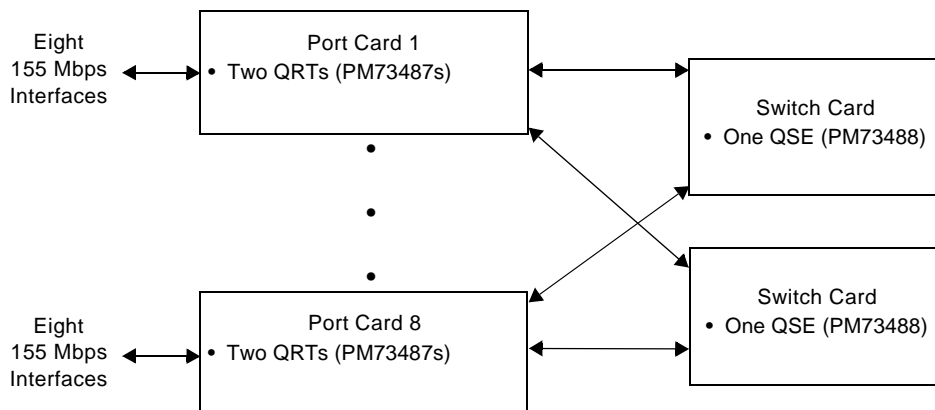 Eight
155 Mbps
Interfaces
Port Card 1
• Two QRTs (PM73487s)
Switch Card
• One QSE (PM73488)
Switch Card
• One QSE (PM73488)
Eight
155 Mbps
Interfaces
Port Card 8
• Two QRTs (PM73487s)